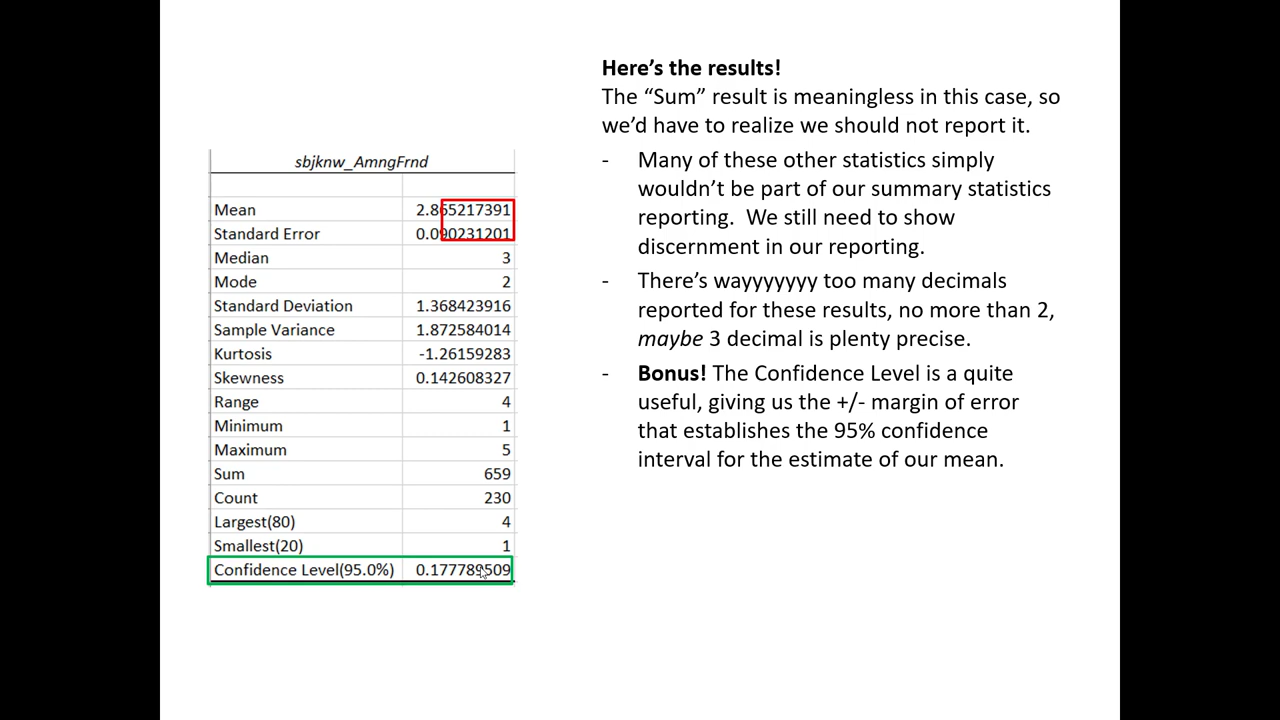 Here’s the results!
The “Sum” result is meaningless in this case, so
we’d have to realize we should not report it.
- Many of these other statistics simply
wouldn’t be part of our summary statistics
reporting. We still need to show
discernment in our reporting.
- There’s wayyyyyyy too many decimals
reported for these results, no more than 2,
maybe 3 decimal is plenty precise.
- Bonus! The Confidence Level is a quite
useful, giving us the +/- margin of error
that establishes the 95% confidence
interval for the estimate of our mean.
sbjknw_AmngFrnd
Mean 2.865217391
Standard Error 0.090231201
Median 3
Mode 2
Standard Deviation 1.368423916
Sample Variance 1.872584014
Kurtosis -1.26159283
Skewness 0.142608327
Range 4
Minimum 1
Maximum 5
Sum 659
Count 230
Largest(80) 4
Smallest(20) 1
Confidence Level(95.0%) 0.177789509